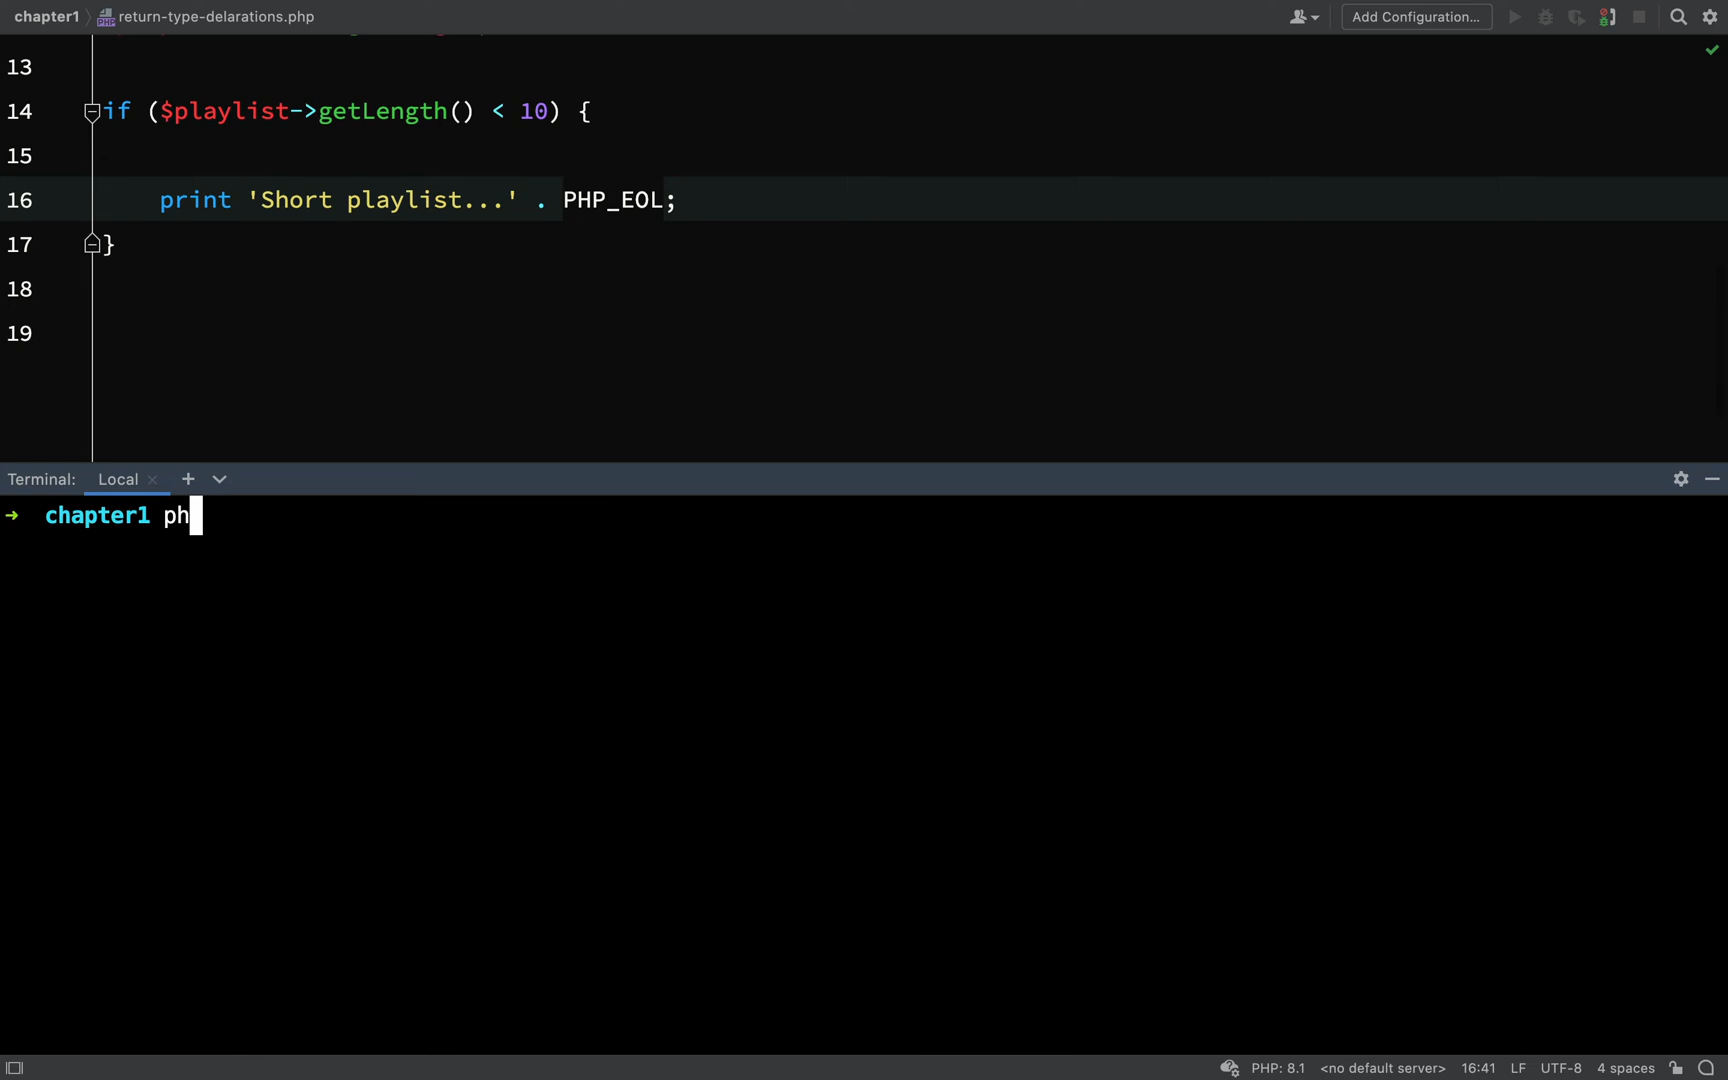 chapter1 return-type-delarations.php Add Configuration...
13
14 if ($playlist->getLength() < 10) {
15
16 print 'Short playlist...' . PHP_EOL;
17 }
18
19
Terminal: Local × +
→ chapter1 ph
PHP: 8.1 <no default server> 16:41 LF UTF-8 4 spaces